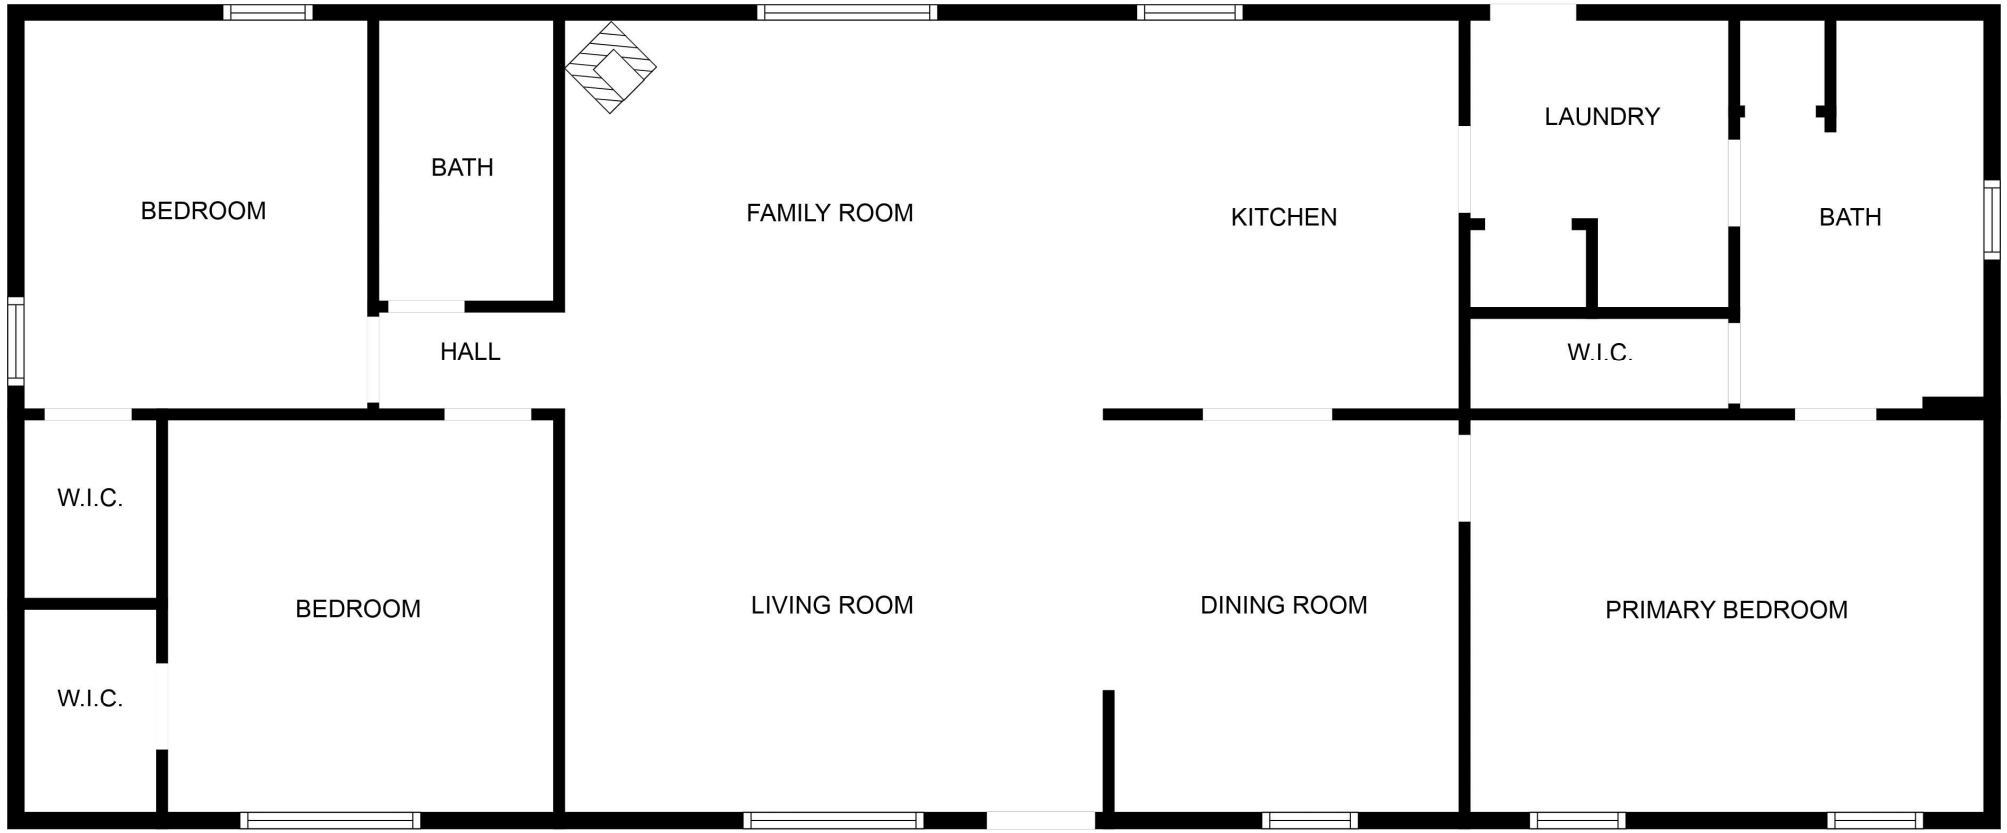 LAUNDRY
BATH
BEDROOM
FAMILY ROOM
KITCHEN
BATH
HALL
W.I.C.
W.I.C.
BEDROOM
LIVING ROOM
DINING ROOM
PRIMARY BEDROOM
W.I.C.